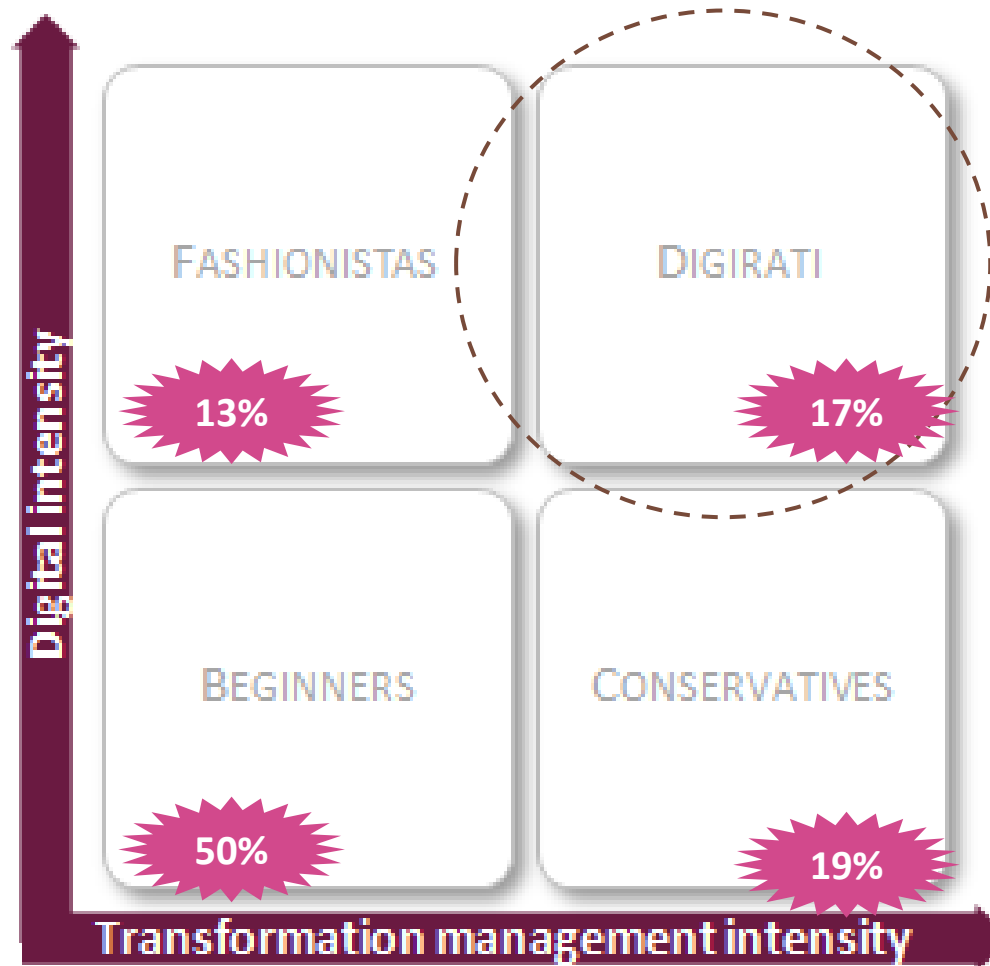 Digital intensity
FASHIONISTAS
DIGIRATI
13%
17%
BEGINNERS
CONSERVATIVES
50%
19%
Transformation management intensity